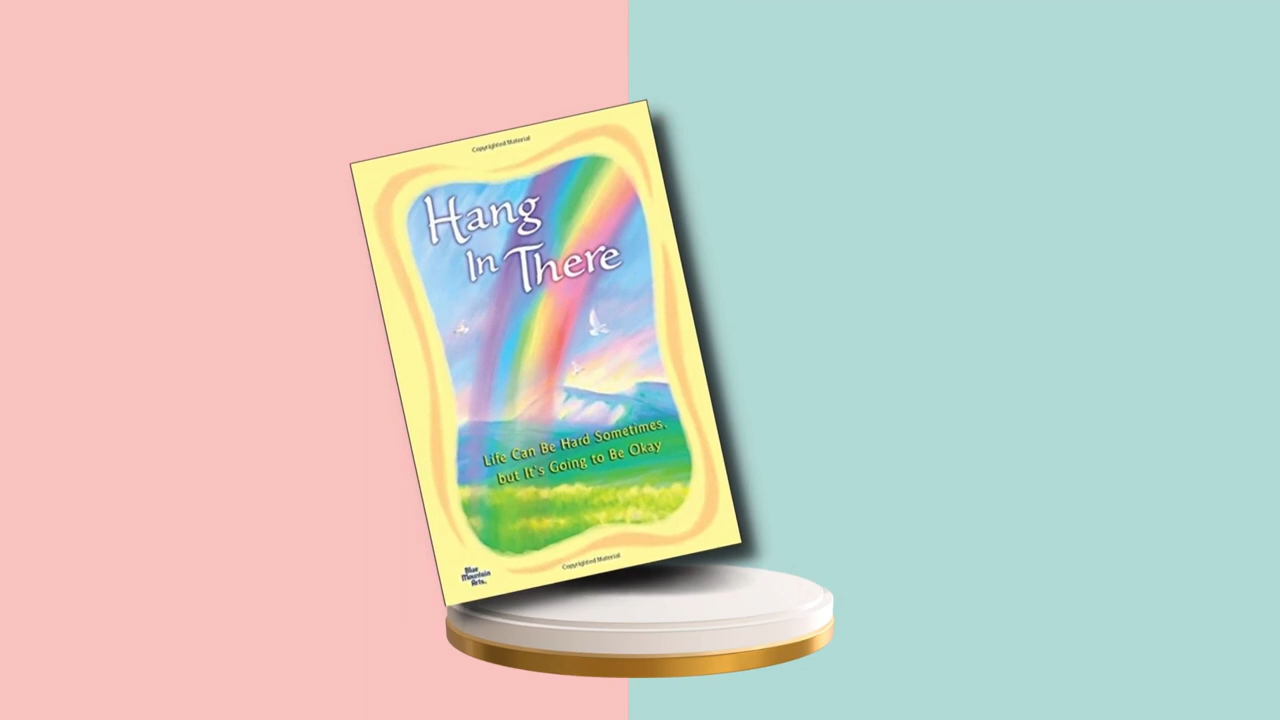 Copyrighted Material
Hang
In There
Life Can Be Hard Sometimes,
but It's Going to Be Okay
Blue
Mountain
Arts
Copyrighted Material